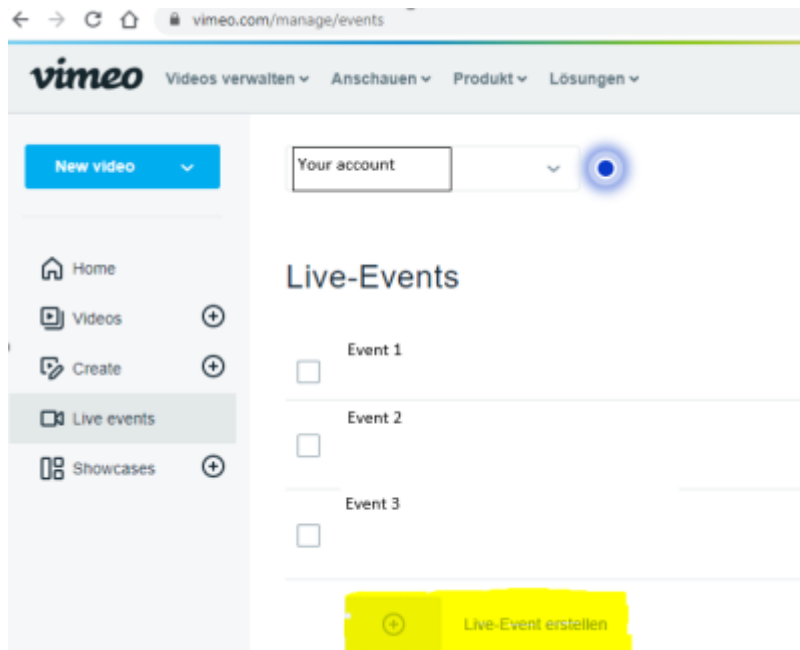 vimeo.com/manage/events
vimeo Videos verwalten Anschauen Produkt Lösungen
New video
Your account
Home
Live-Events
Videos
Event 1
Create
Live events
Event 2
Showcases
Event 3
Live-Event erstellen